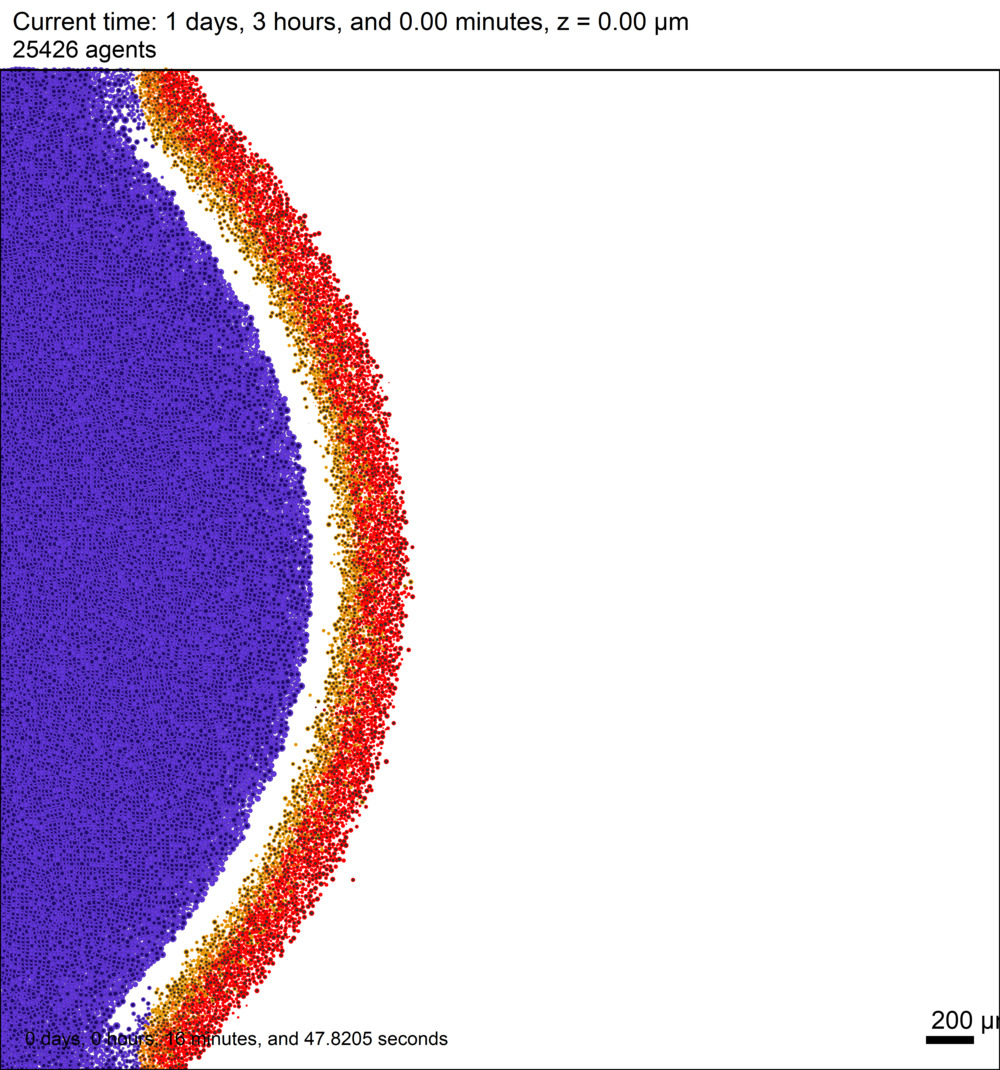 Current time: 1 days, 3 hours, and 0.00 minutes, z = 0.00 μm
25426 agents
200 μ
0 days, 0 hours, 16 minutes, and 47.8205 seconds